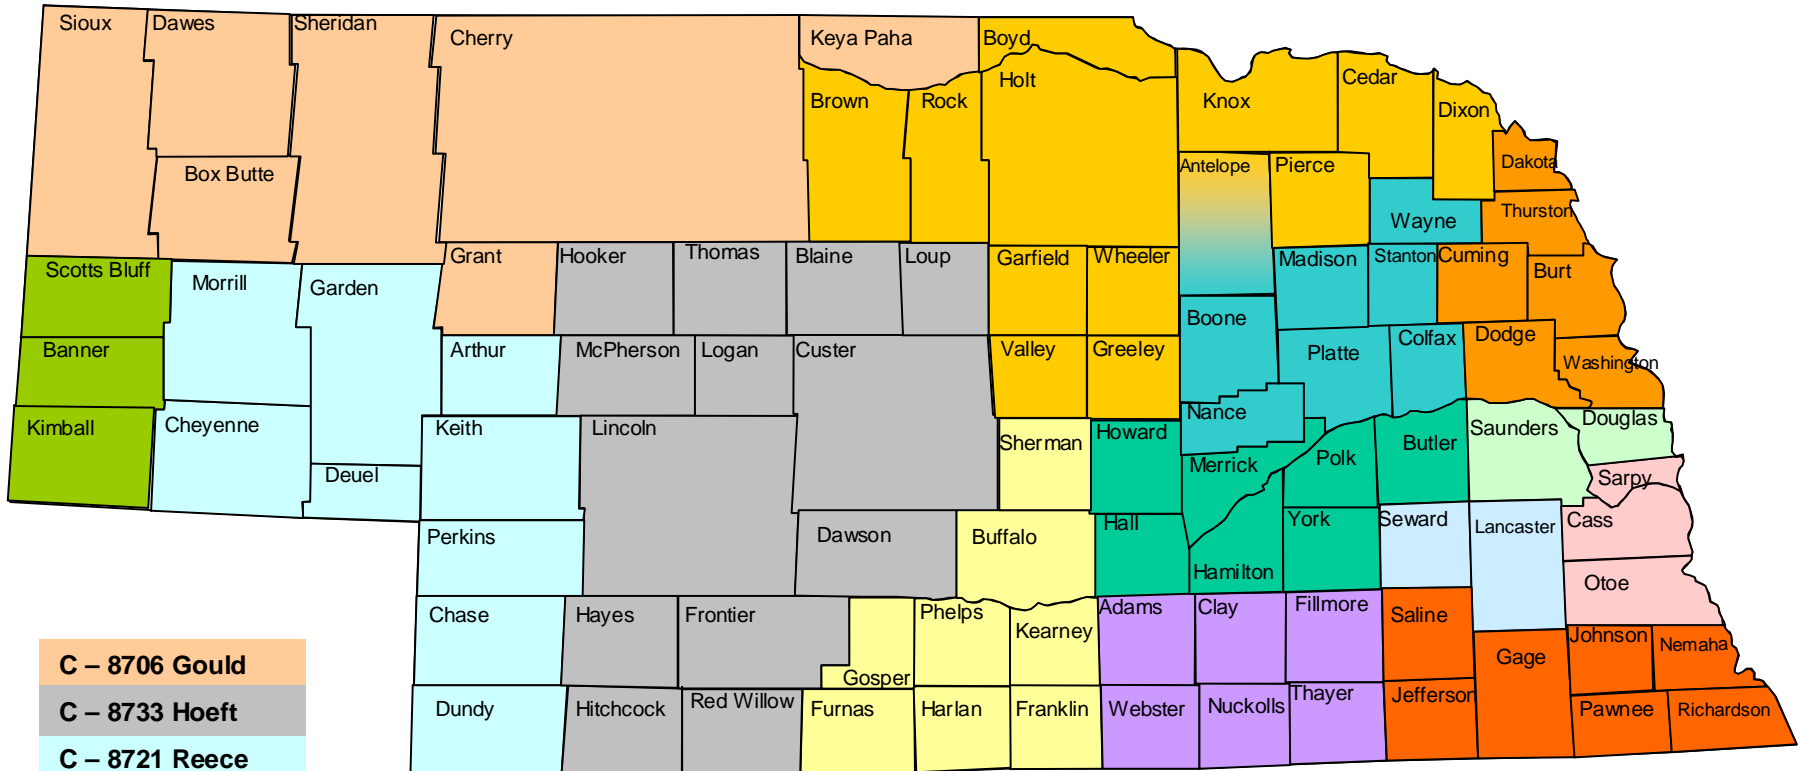 Sioux
Dawes
Sheridan
Cherry
Keya Paha
Boyd
Holt
Brown
Rock
Knox
Cedar
Dixon
Dakota
Antelope
Pierce
Box Butte
Wayne
Thurston
Grant
Hooker
Thomas
Blaine
Loup
Garfield
Wheeler
Madison
Stanton
Cuming
Burt
Scotts Bluff
Morrill
Garden
Boone
Banner
Arthur
McPherson
Logan
Custer
Valley
Greeley
Platte
Colfax
Dodge
Washington
Kimball
Cheyenne
Keith
Lincoln
Sherman
Howard
Nance
Merrick
Polk
Butler
Saunders
Douglas
Deuel
Sarpy
Perkins
Dawson
Buffalo
Hall
Hamilton
York
Seward
Lancaster
Cass
Otoe
Chase
Hayes
Frontier
Gosper
Phelps
Kearney
Adams
Clay
Fillmore
Saline
Gage
Johnson
Nemaha
Dundy
Hitchcock
Red Willow
Furnas
Harlan
Franklin
Webster
Nuckolls
Thayer
Jefferson
Pawnee
Richardson
C – 8706 Gould
C – 8733 Hoeft
C – 8721 Reece